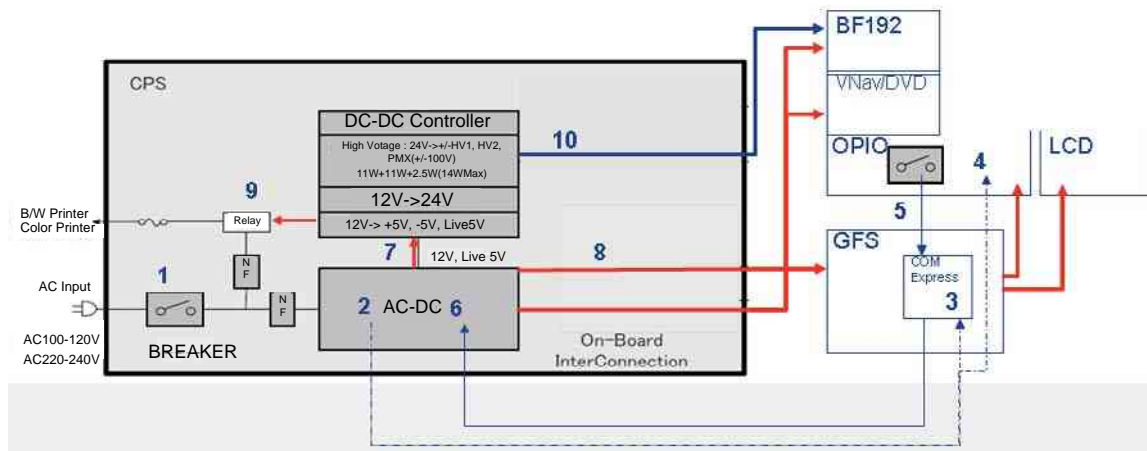 CPS
DC-DC Controller
High Votage : 24V->+/-HV1, HV2,
PMX(+/-100V)
11W+11W+2.5W(14WMax)
12V->24V
12V-> +5V, -5V, Live5V
10
9
Relay
B/W Printer
Color Printer
N
F
7
12V, Live 5V
8
1
AC Input
N
F
2
AC-DC
6
AC100-120V
AC220-240V
BREAKER
On-Board
InterConnection
BF192
VNav/DVD
OPIO
4
LCD
5
GFS
COM
Express
3